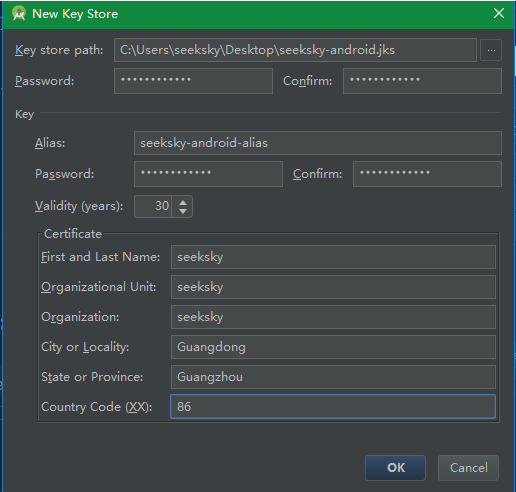 New Key Store
Key store path: C:\Users\seeksky\Desktop\seeksky-android.jks ...
Password: •••••••••••• Confirm: ••••••••••••
Key
Alias: seeksky-android-alias
Password: •••••••••••• Confirm: ••••••••••••
Validity (years): 30
Certificate
First and Last Name: seeksky
Organizational Unit: seeksky
Organization: seeksky
City or Locality: Guangdong
State or Province: Guangzhou
Country Code (XX): 86
OK Cancel